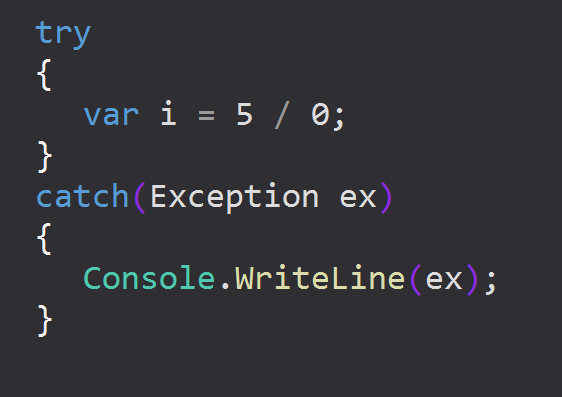 try
{
    var i = 5 / 0;
}
catch(Exception ex)
{
    Console.WriteLine(ex);
}